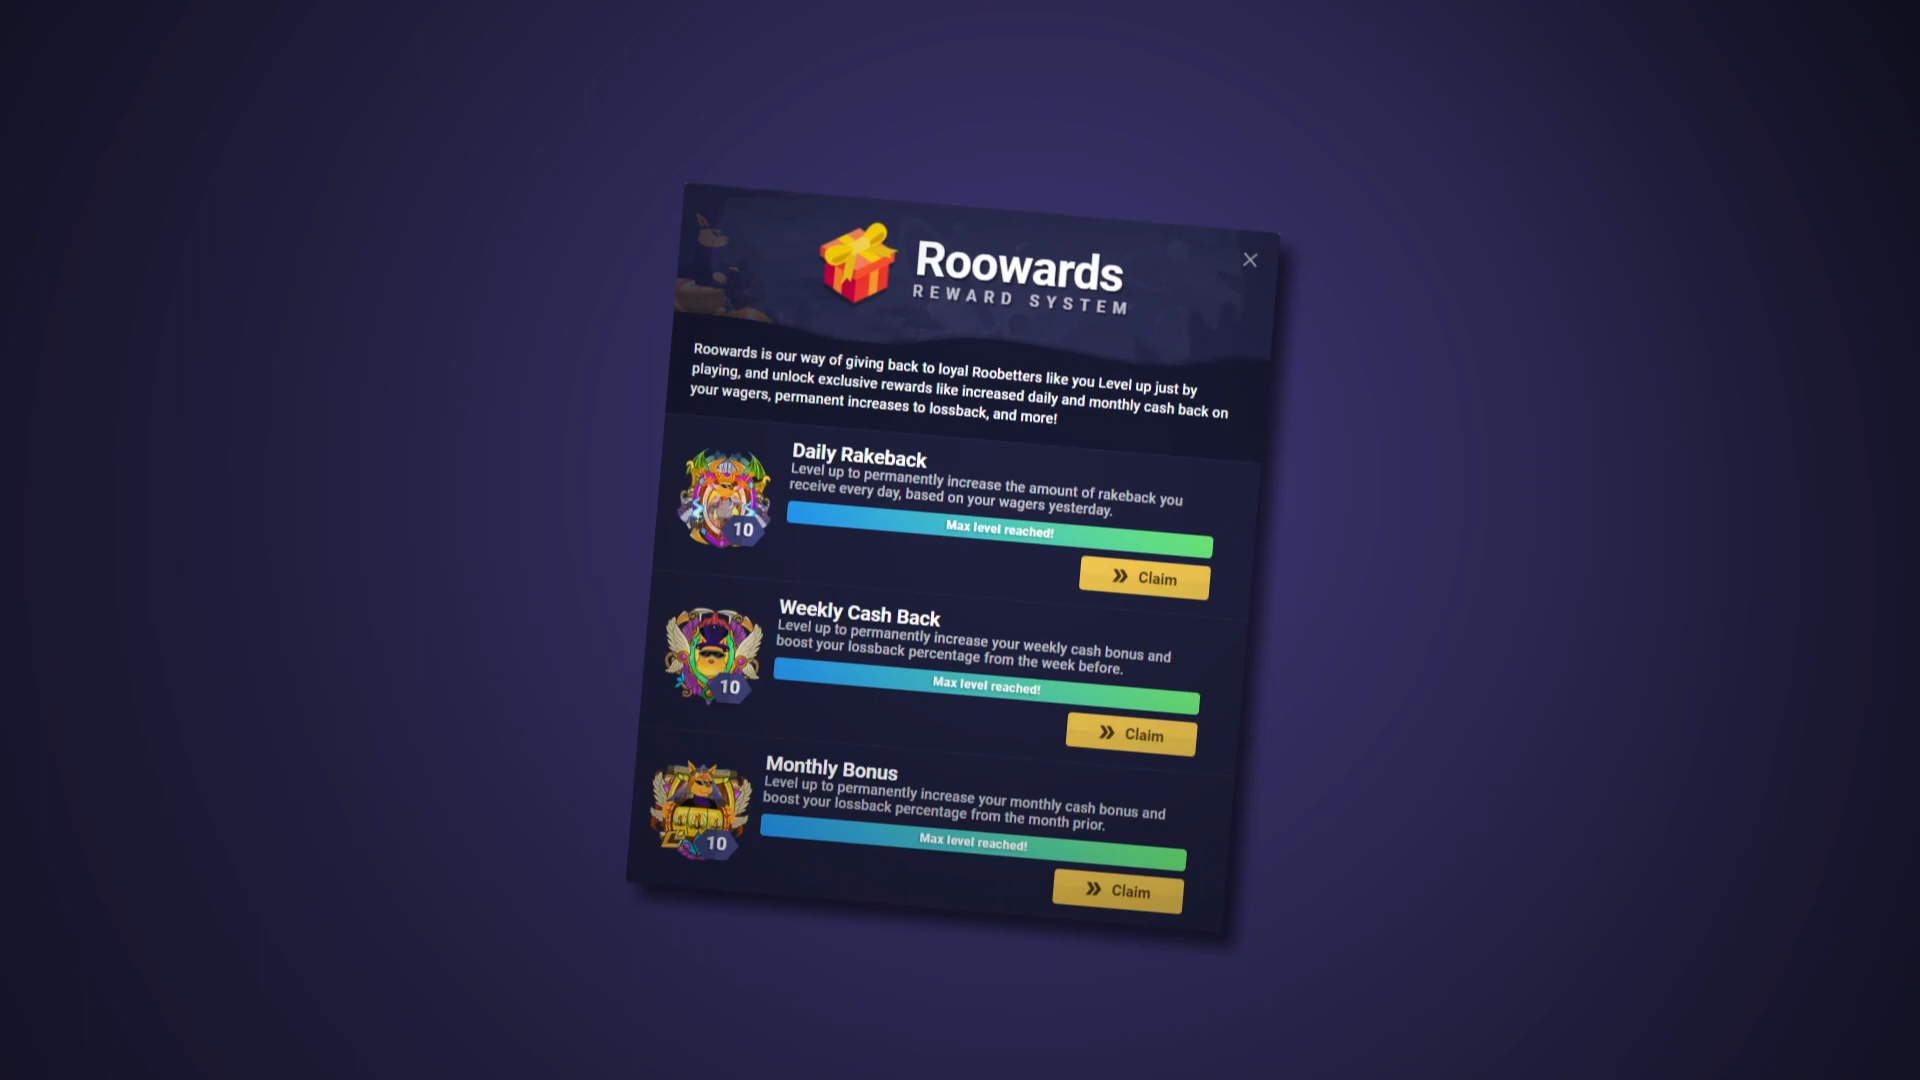 Roowards
REWARD SYSTEM
Roowards is our way of giving back to loyal Roobetters like you Level up just by
playing, and unlock exclusive rewards like increased daily and monthly cash back on
your wagers, permanent increases to lossback, and more!
Daily Rakeback
Level up to permanently increase the amount of rakeback you
receive every day, based on your wagers yesterday.
10
Max level reached!
Claim
Weekly Cash Back
Level up to permanently increase your weekly cash bonus and
boost your lossback percentage from the week before.
10
Max level reached!
Claim
Monthly Bonus
Level up to permanently increase your monthly cash bonus and
boost your lossback percentage from the month prior.
10
Max level reached!
Claim